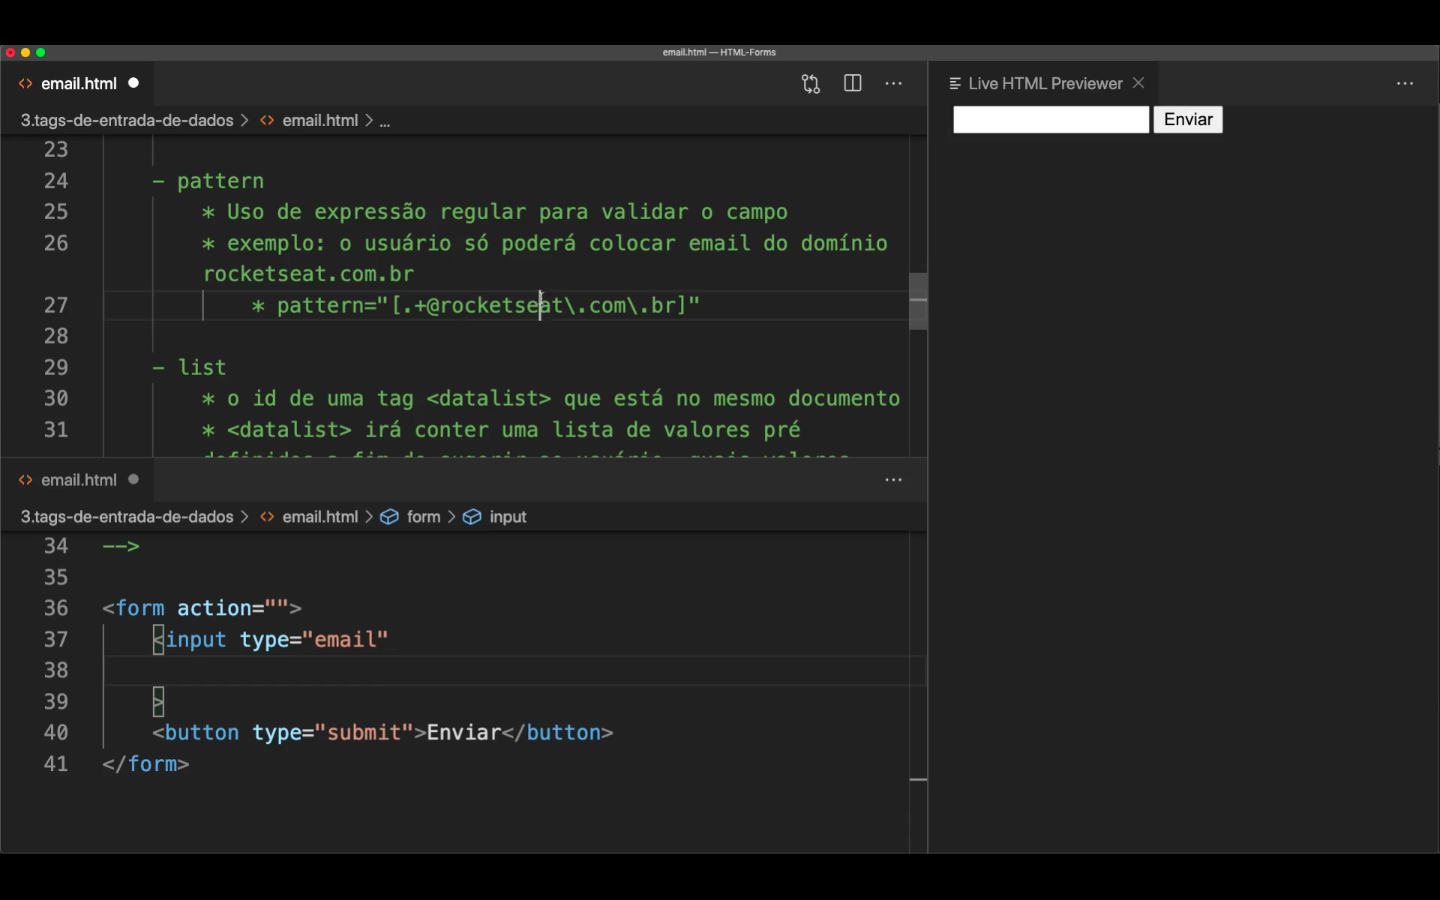 email.html — HTML-Forms
email.html
3.tags-de-entrada-de-dados > email.html > ...
23
24 - pattern
25 * Uso de expressão regular para validar o campo
26 * exemplo: o usuário só poderá colocar email do domínio
rocketseat.com.br
27 * pattern="[.+@rocketseat\.com\.br]"
28
29 - list
30 * o id de uma tag <datalist> que está no mesmo documento
31 * <datalist> irá conter uma lista de valores pré
email.html
3.tags-de-entrada-de-dados > email.html > form > input
34 -->
35
36 <form action="">
37 <input type="email"
38
39 >
40 <button type="submit">Enviar</button>
41 </form>
Live HTML Previewer
Enviar